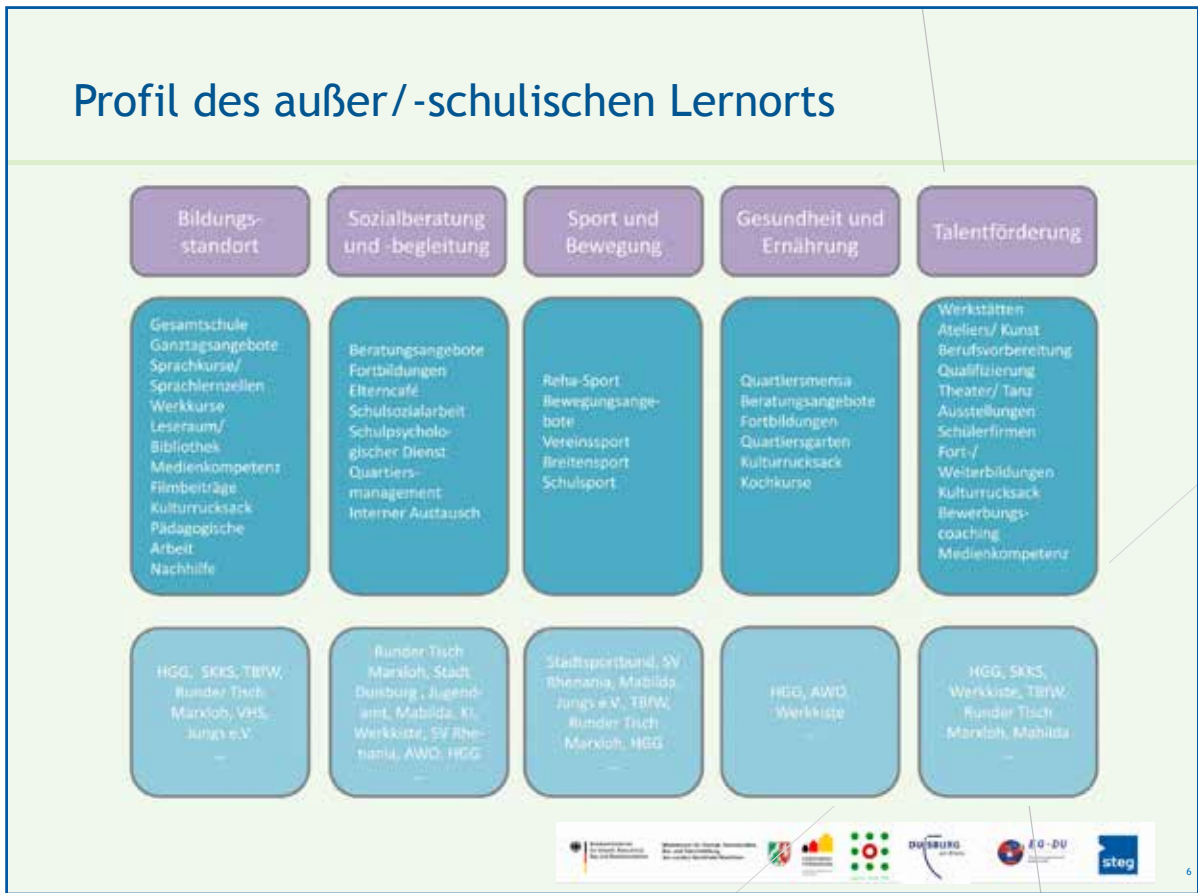 Profil des außer/-schulischen Lernorts
Bildungs-
standort
Gesamtschule
Ganztagsangebote
Sprachkurse/
Sprachlernzellen
Werkkurse
Leseraum/
Bibliothek
Medienkompetenz
Filmbeiträge
Kulturrucksack
Pädagogische
Arbeit
Nachhilfe
HGG, SKKS, TBfW,
Runder Tisch
Marxloh, VHS,
Jungs e.V.
...
Sozialberatung
und -begleitung
Beratungsangebote
Fortbildungen
Elterncafé
Schulsozialarbeit
Schulpsycholo-
gischer Dienst
Quartiers-
management
Interner Austausch
Runder Tisch
Marxloh, Stadt
Duisburg , Jugend-
amt, Mabilda, KI,
Werkkiste, SV Rhe-
nania, AWO, HGG
...
Sport und
Bewegung
Reha-Sport
Bewegungsange-
bote
Vereinssport
Breitensport
Schulsport
Stadtsportbund, SV
Rhenania, Mabilda,
Jungs e.V., TBfW,
Runder Tisch
Marxloh, HGG
...
Gesundheit und
Ernährung
Quartiersmensa
Beratungsangebote
Fortbildungen
Quartiersgarten
Kulturrucksack
Kochkurse
HGG, AWO,
Werkkiste
...
Talentförderung
Werkstätten
Ateliers/ Kunst
Berufsvorbereitung
Qualifizierung
Theater/ Tanz
Ausstellungen
Schülerfirmen
Fort-/
Weiterbildungen
Kulturrucksack
Bewerbungs-
coaching
Medienkompetenz
HGG, SKKS,
Werkkiste, TBfW,
Runder Tisch
Marxloh, Mabilda
...
DUISBURG
EG-DU
steg
6